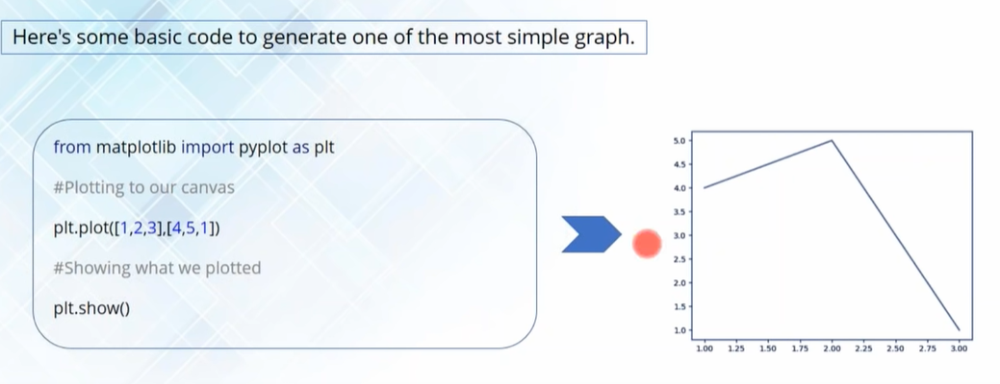 Here's some basic code to generate one of the most simple graph.
from matplotlib import pyplot as plt
#Plotting to our canvas
plt.plot([1,2,3],[4,5,1])
#Showing what we plotted
plt.show()
5.0
4.5
4.0
3.5
3.0
2.5
2.0
1.5
1.0
1.00 1.25 1.50 1.75 2.00 2.25 2.50 2.75 3.00